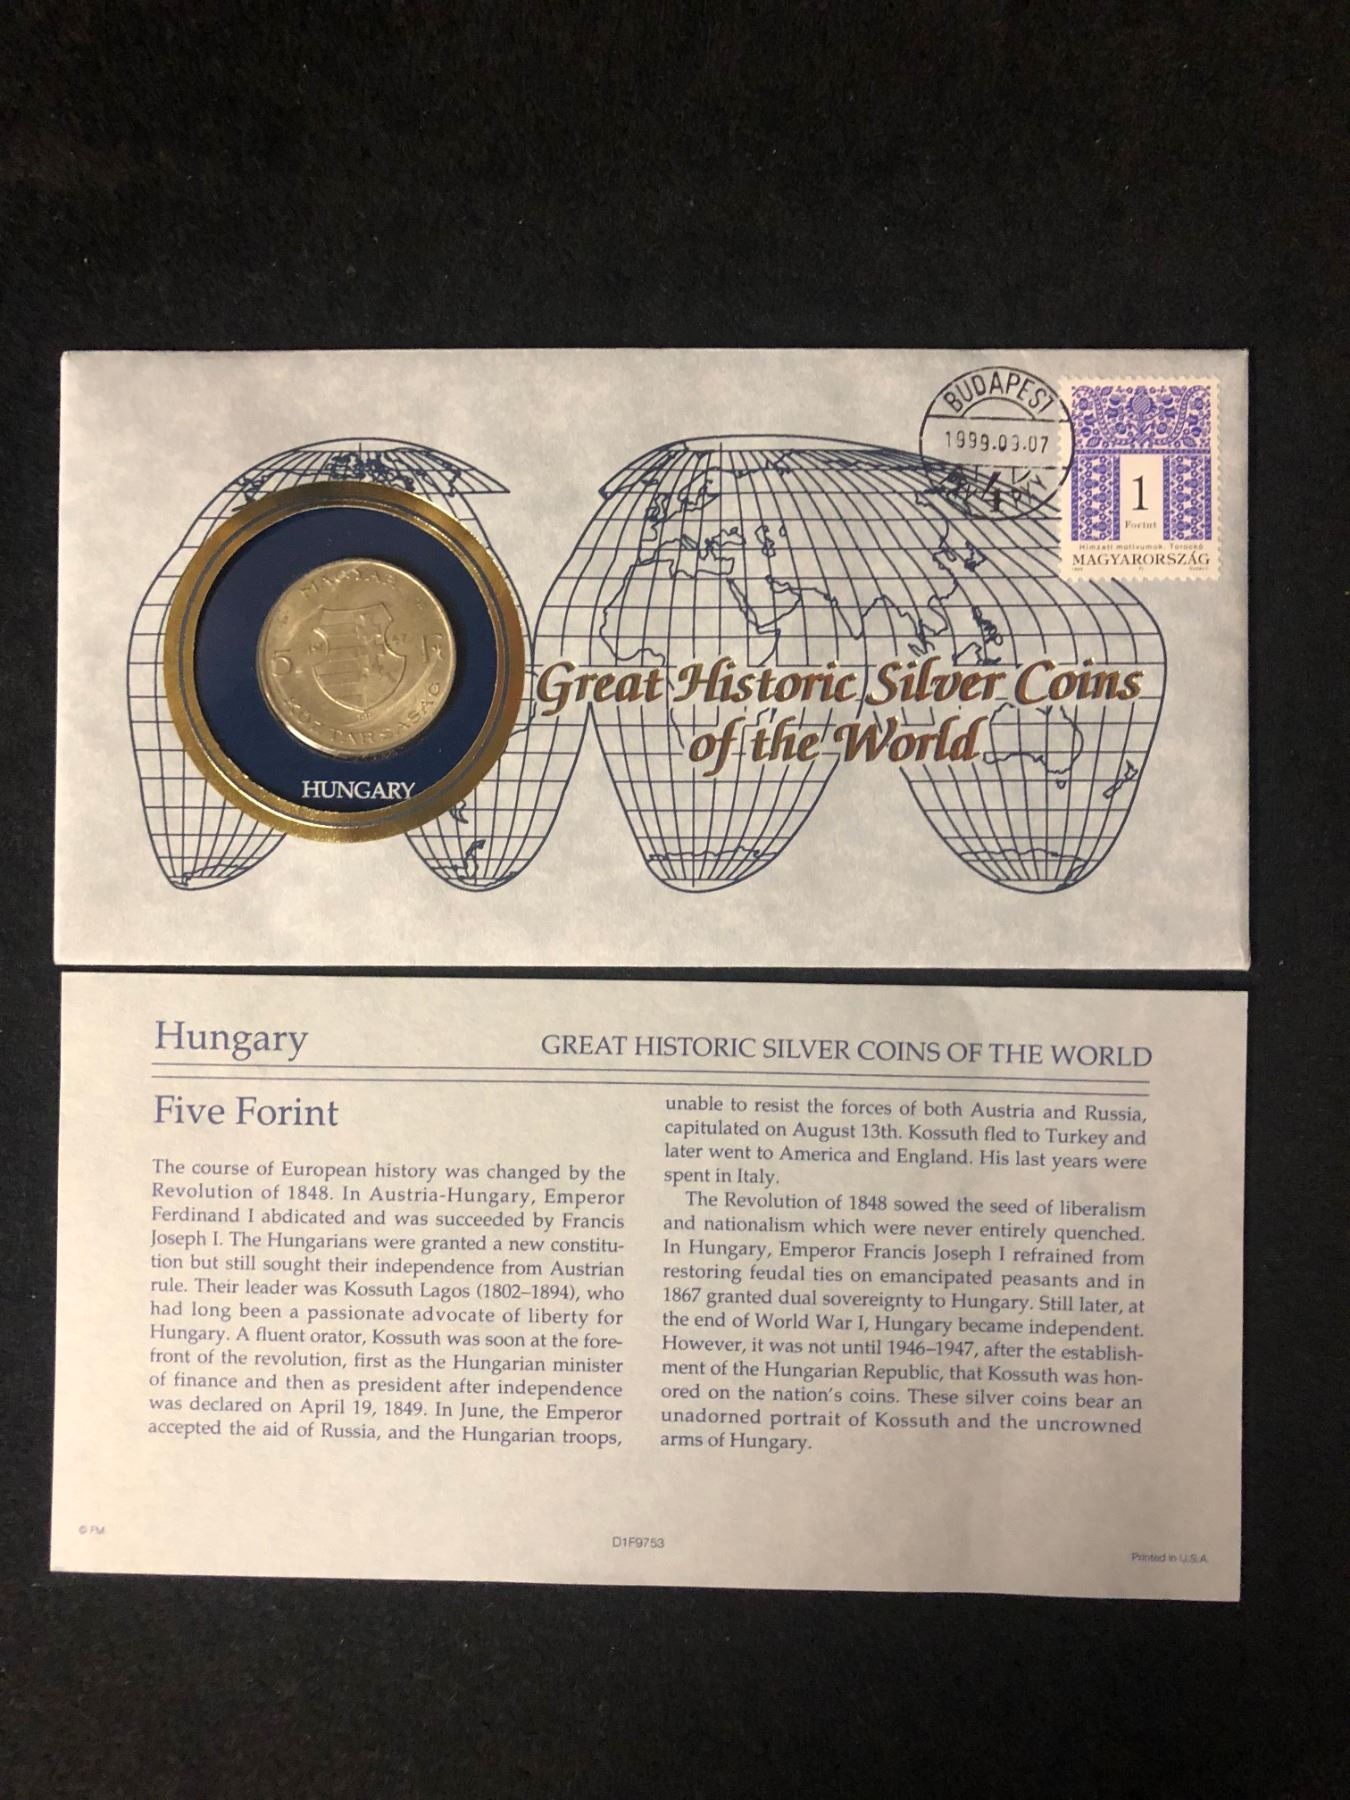 BUDAPEST
1999.09.07
4
1
Forint
Hímzett motívumok. Torockó
MAGYARORSZÁG
MAGYAR
5 47 F
KÖZTÁRSASÁG
HUNGARY
Great Historic Silver Coins
of the World
Hungary
GREAT HISTORIC SILVER COINS OF THE WORLD
Five Forint
The course of European history was changed by the
Revolution of 1848. In Austria-Hungary, Emperor
Ferdinand I abdicated and was succeeded by Francis
Joseph I. The Hungarians were granted a new constitu-
tion but still sought their independence from Austrian
rule. Their leader was Kossuth Lagos (1802–1894), who
had long been a passionate advocate of liberty for
Hungary. A fluent orator, Kossuth was soon at the fore-
front of the revolution, first as the Hungarian minister
of finance and then as president after independence
was declared on April 19, 1849. In June, the Emperor
accepted the aid of Russia, and the Hungarian troops,
unable to resist the forces of both Austria and Russia,
capitulated on August 13th. Kossuth fled to Turkey and
later went to America and England. His last years were
spent in Italy.
The Revolution of 1848 sowed the seed of liberalism
and nationalism which were never entirely quenched.
In Hungary, Emperor Francis Joseph I refrained from
restoring feudal ties on emancipated peasants and in
1867 granted dual sovereignty to Hungary. Still later, at
the end of World War I, Hungary became independent.
However, it was not until 1946–1947, after the establish-
ment of the Hungarian Republic, that Kossuth was hon-
ored on the nation's coins. These silver coins bear an
unadorned portrait of Kossuth and the uncrowned
arms of Hungary.
© FM
D1F9753
Printed in U.S.A.